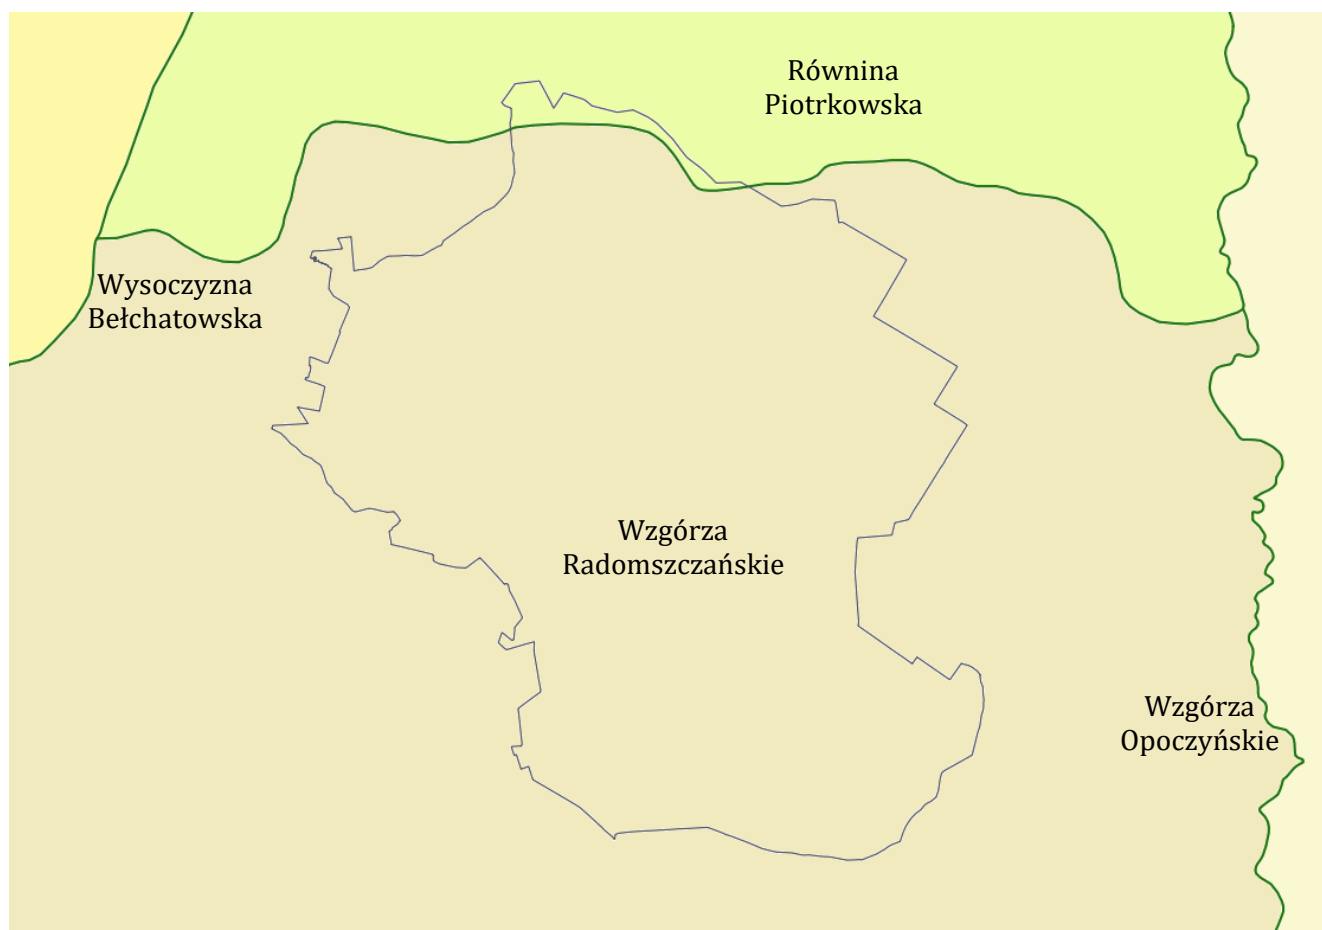 Równina
Piotrkowska
Wysoczyzna
Bełchatowska
Wzgórza
Radomszczańskie
Wzgórza
Opoczyńskie